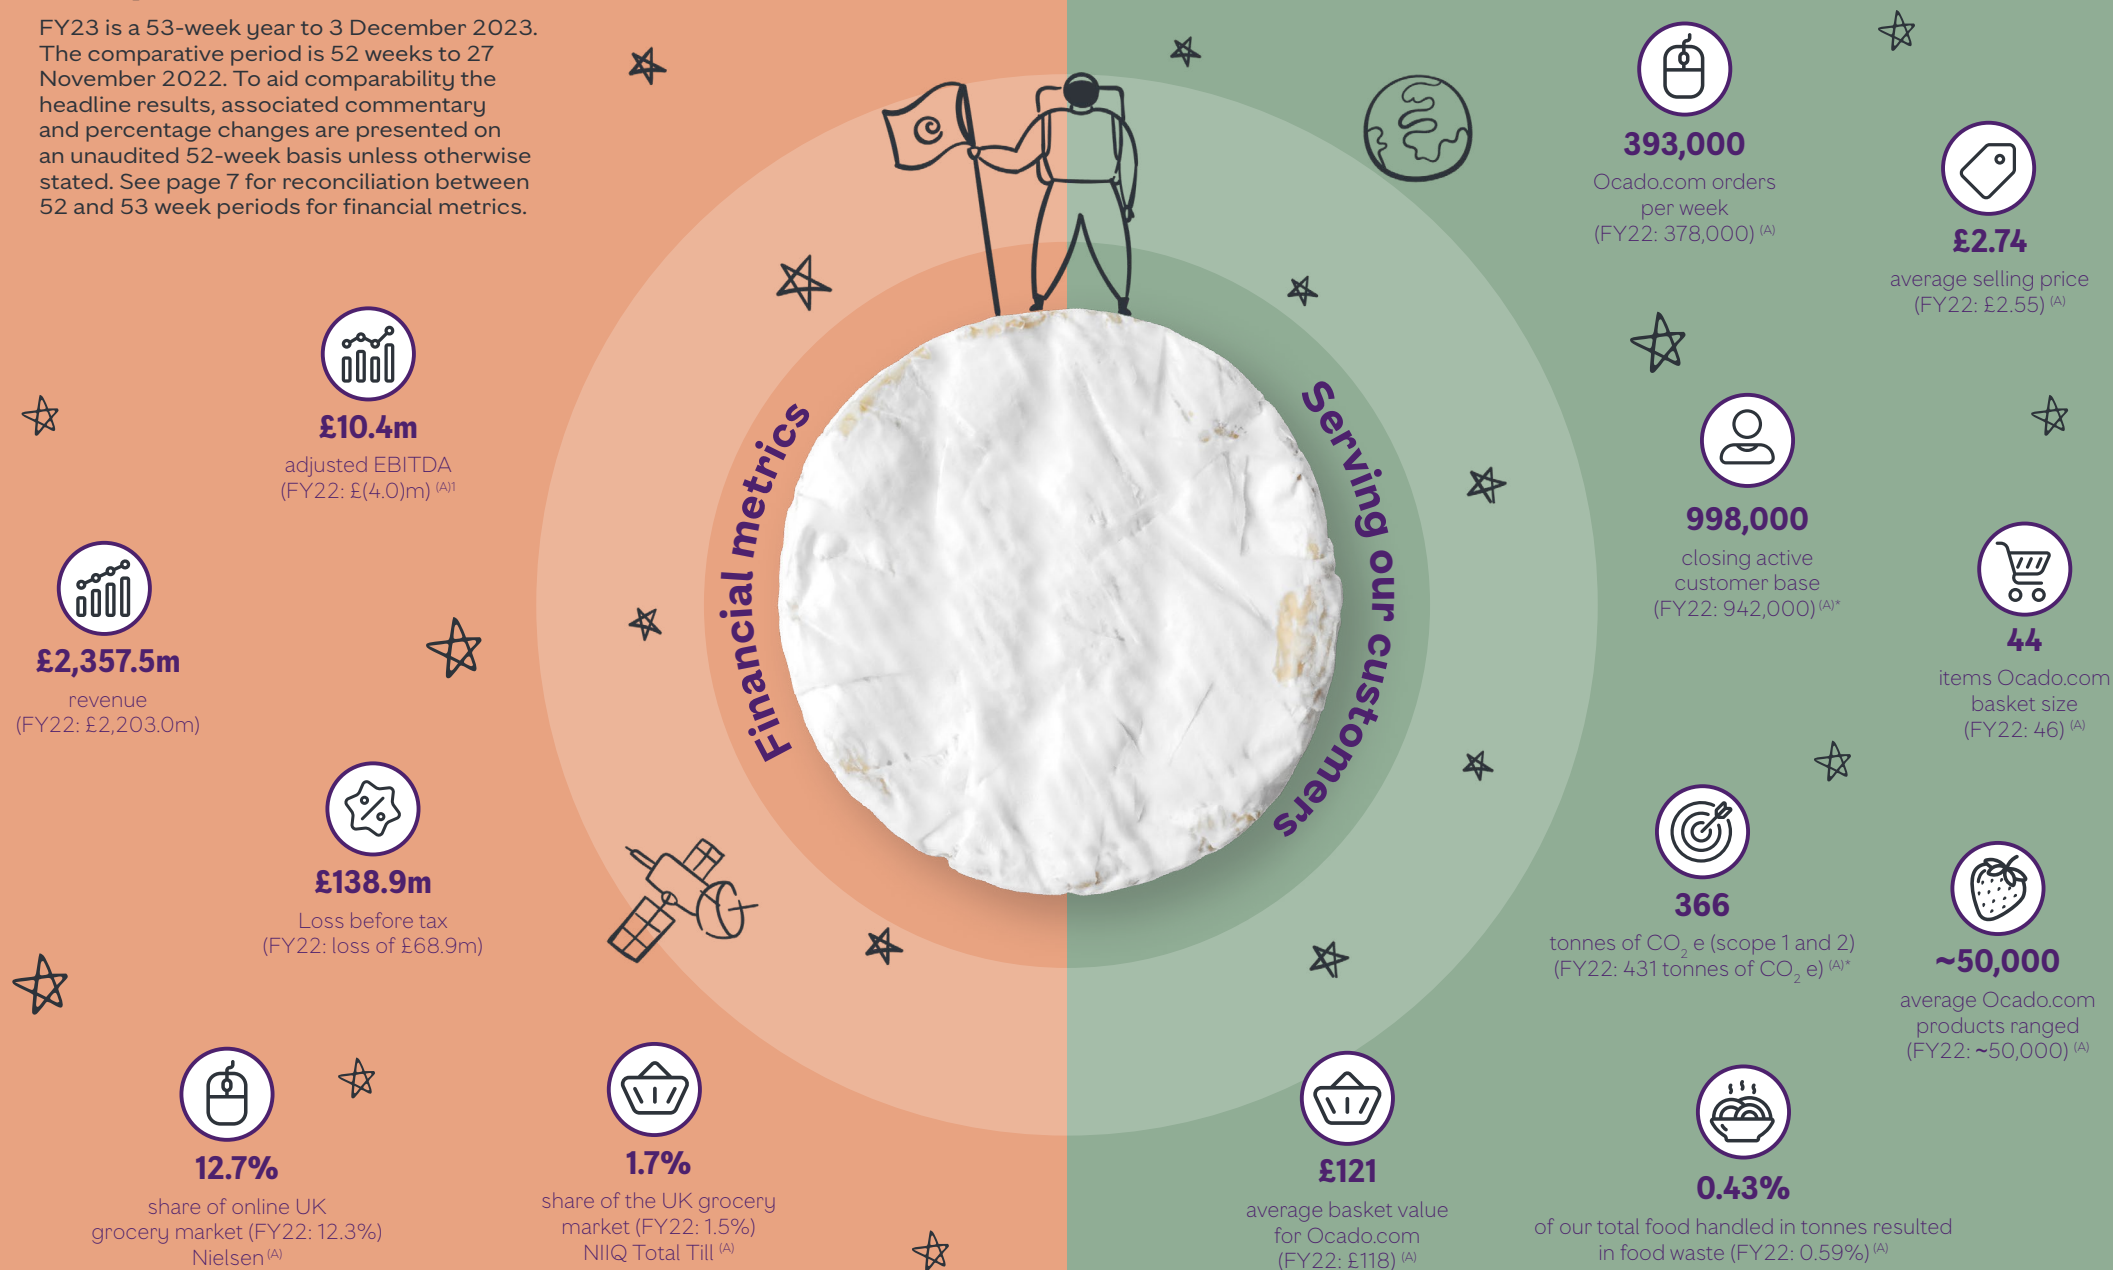 FY23 is a 53-week year to 3 December 2023.
The comparative period is 52 weeks to 27
November 2022. To aid comparability the
headline results, associated commentary
and percentage changes are presented on
an unaudited 52-week basis unless otherwise
stated. See page 7 for reconciliation between
52 and 53 week periods for financial metrics.
Financial metrics
£10.4m
adjusted EBITDA
(FY22: £(4.0)m) (A)1
£2,357.5m
revenue
(FY22: £2,203.0m)
£138.9m
Loss before tax
(FY22: loss of £68.9m)
12.7%
share of online UK
grocery market (FY22: 12.3%)
Nielsen (A)
1.7%
share of the UK grocery
market (FY22: 1.5%)
NIIQ Total Till (A)
Serving our customers
393,000
Ocado.com orders
per week
(FY22: 378,000) (A)
£2.74
average selling price
(FY22: £2.55) (A)
998,000
closing active
customer base
(FY22: 942,000) (A)*
44
items Ocado.com
basket size
(FY22: 46) (A)
366
tonnes of CO2 e (scope 1 and 2)
(FY22: 431 tonnes of CO2 e) (A)*
~50,000
average Ocado.com
products ranged
(FY22: ~50,000) (A)
£121
average basket value
for Ocado.com
(FY22: £118) (A)
0.43%
of our total food handled in tonnes resulted
in food waste (FY22: 0.59%) (A)